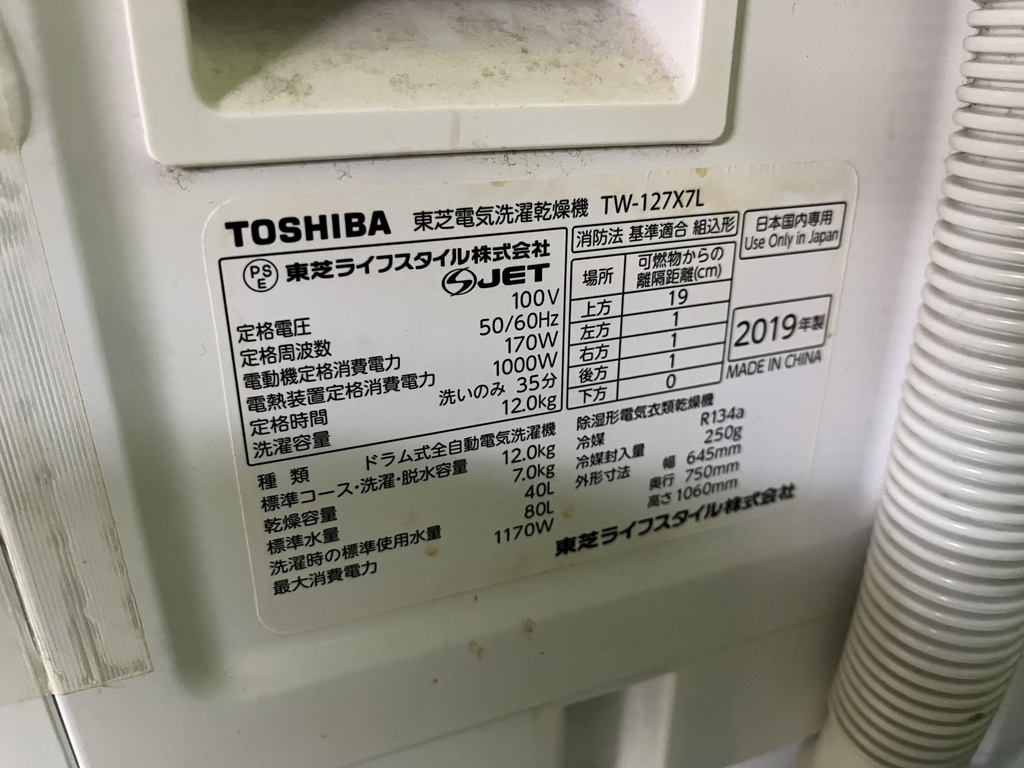 TOSHIBA 東芝電気洗濯乾燥機 TW-127X7L
PS
E
東芝ライフスタイル株式会社
JET
定格電圧 100V
定格周波数 50/60Hz
電動機定格消費電力 170W
電熱装置定格消費電力 1000W
定格時間 洗いのみ 35分
洗濯容量 12.0kg
消防法 基準適合 組込形
場所 可燃物からの離隔距離(cm)
上方 19
左方 1
右方 1
後方 1
下方 0
日本国内専用
Use Only in Japan
2019年製
MADE IN CHINA
種類 ドラム式全自動電気洗濯機
標準コース・洗濯・脱水容量 12.0kg
乾燥容量 7.0kg
標準水量 40L
洗濯時の標準使用水量 80L
最大消費電力 1170W
除湿形電気衣類乾燥機
冷媒 R134a
冷媒封入量 250g
外形寸法 幅 645mm
奥行 750mm
高さ 1060mm
東芝ライフスタイル株式会社